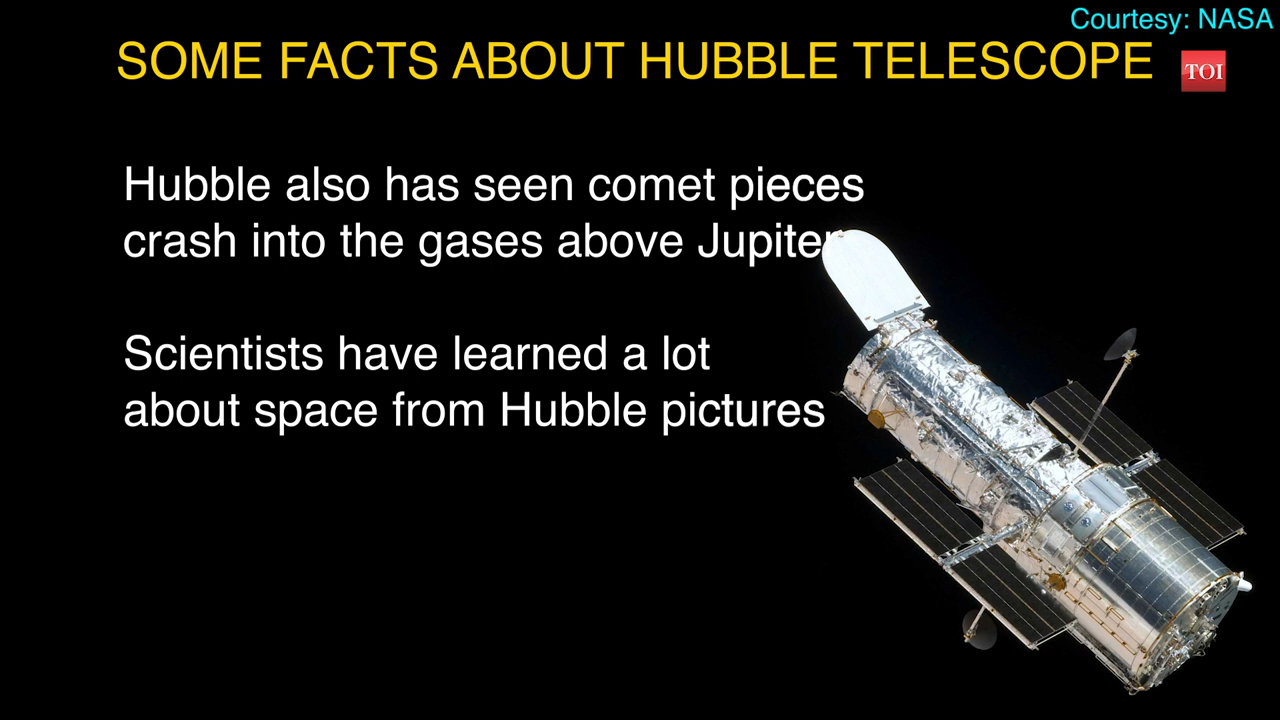 Courtesy: NASA
SOME FACTS ABOUT HUBBLE TELESCOPE
TOI
Hubble also has seen comet pieces
crash into the gases above Jupiter
Scientists have learned a lot
about space from Hubble pictures